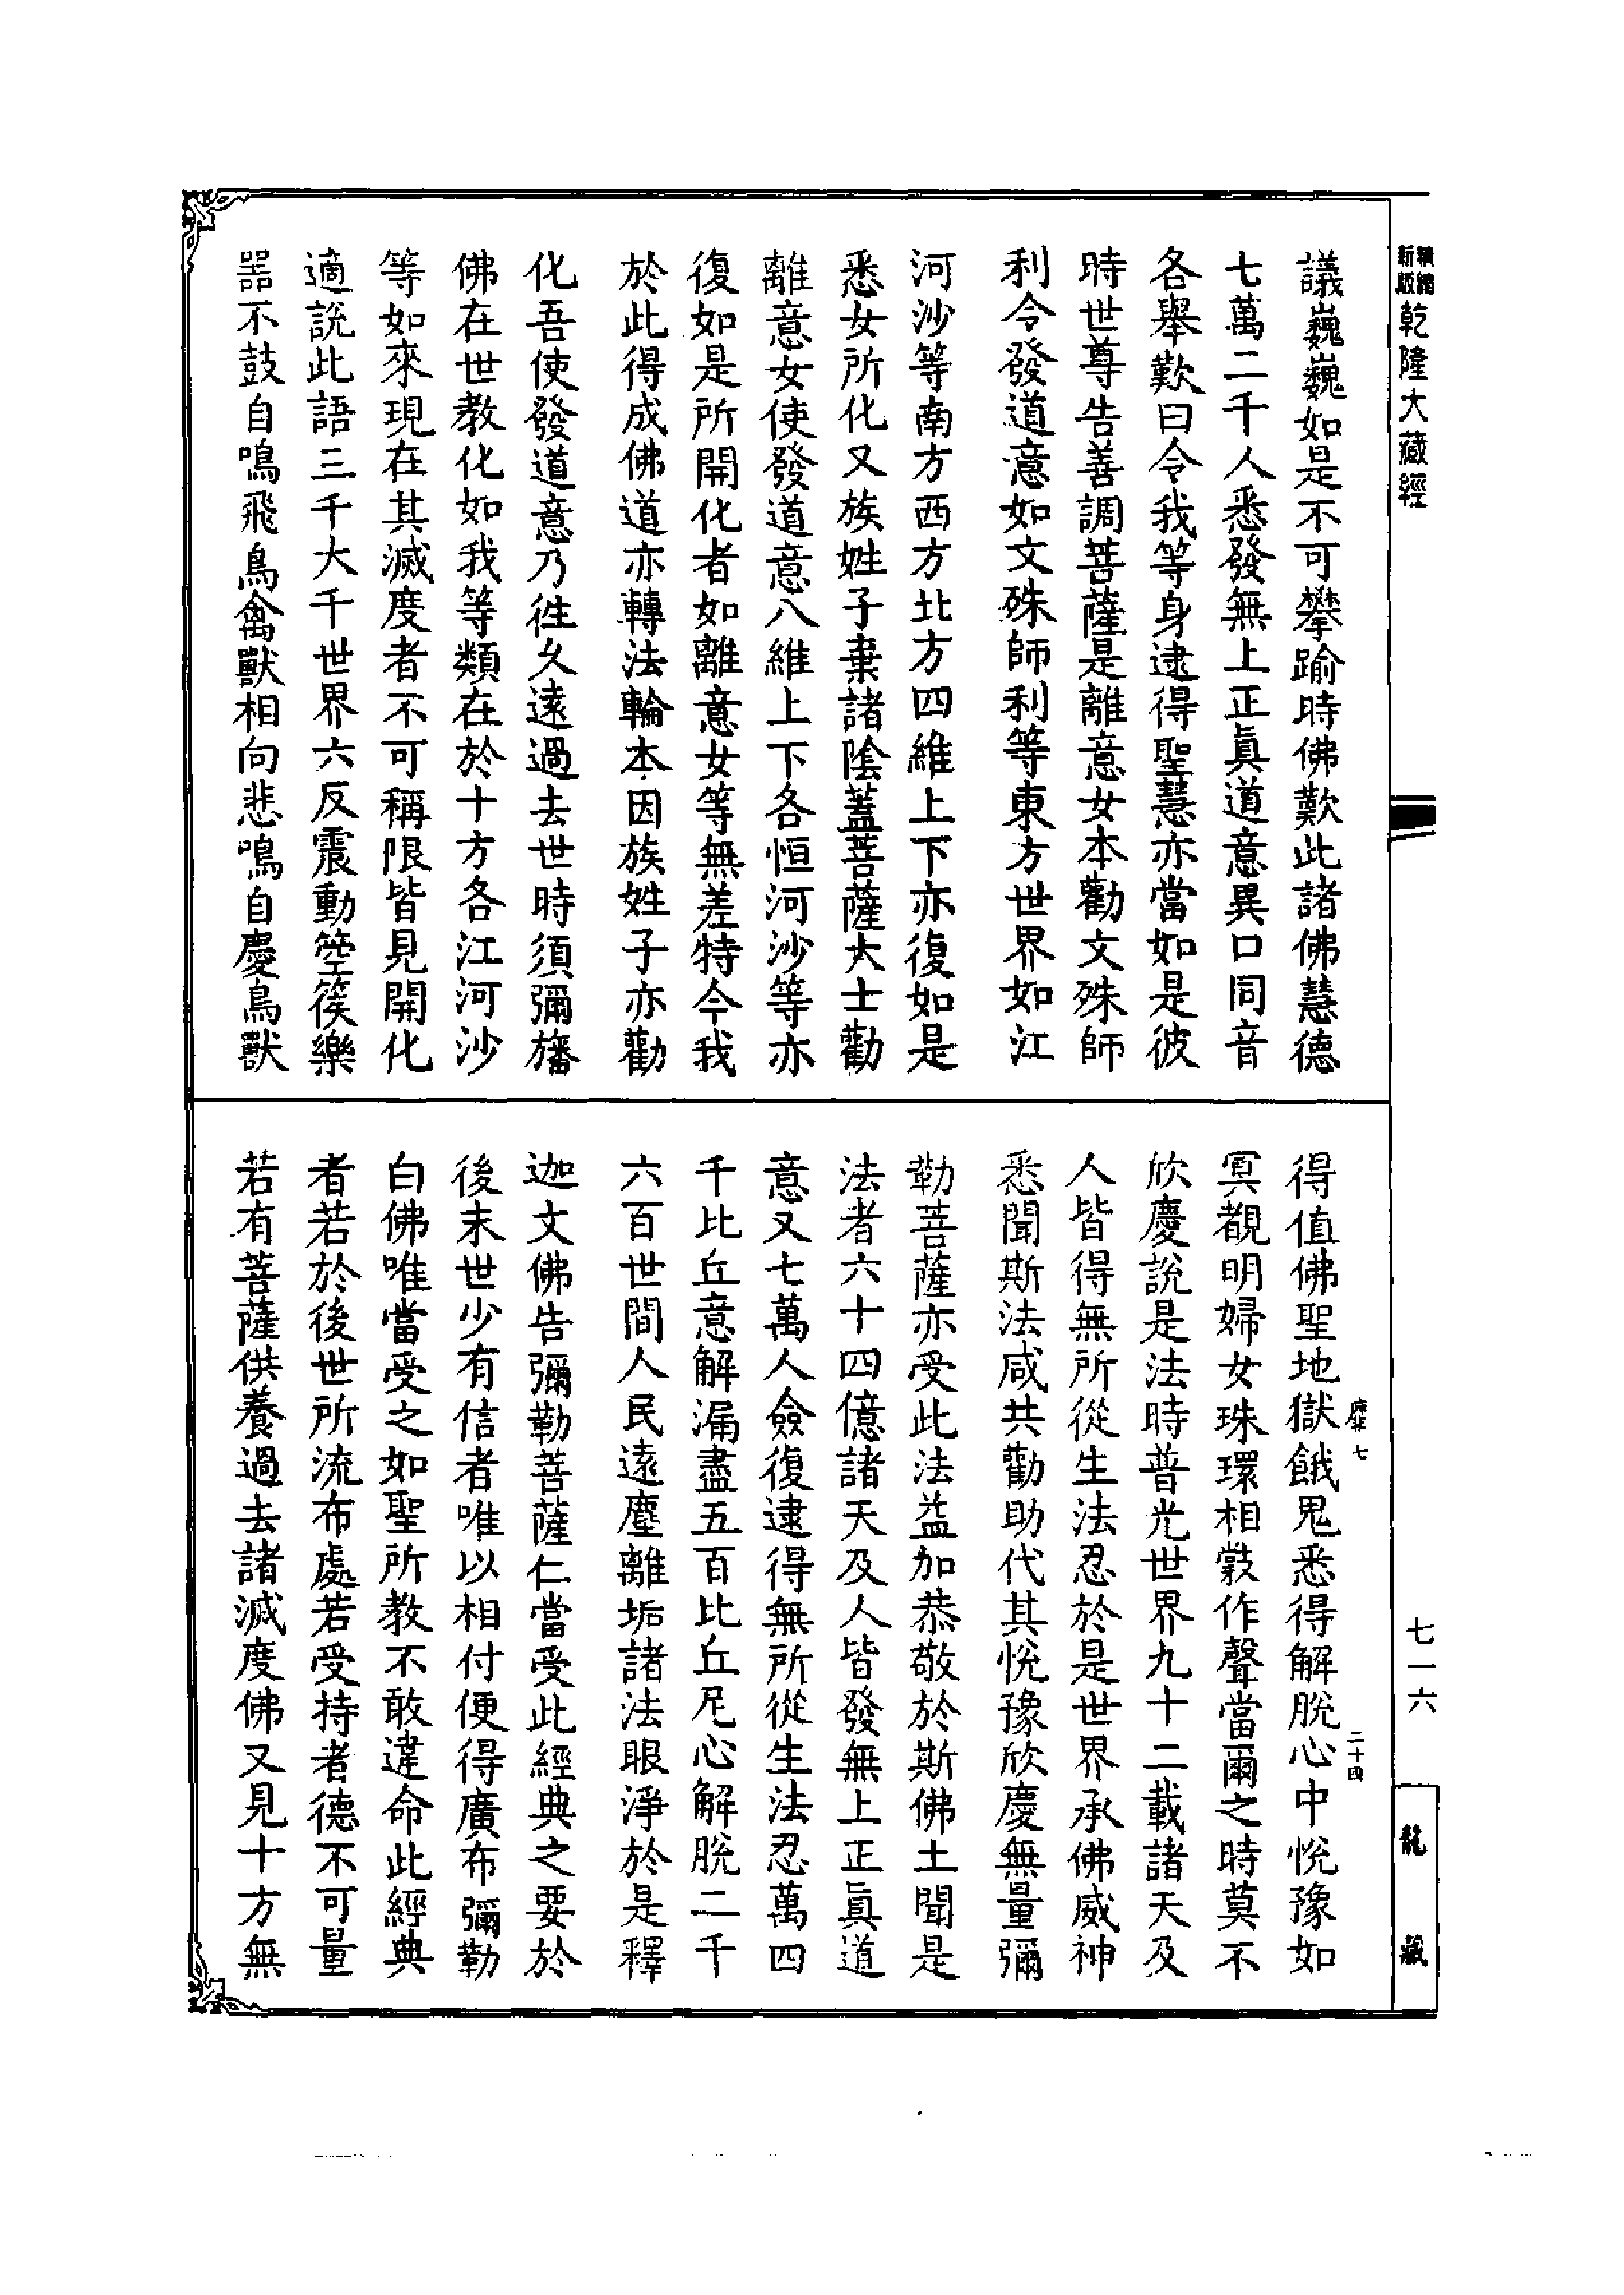 新版
乾隆大藏經
議巍巍如是不可攀踰時佛歎此諸佛慧德
七萬二千人悉發無上正眞道意異口同音
各舉歎曰令我等身逮得聖慧亦當如是彼
時世尊告善調菩薩是離意女本勸文殊師
利令發道意如文殊師利等東方世界如江
河沙等南方西方北方四維上下亦復如是
悉女所化又族姓子棄諸陰蓋菩薩大士勸
離意女使發道意八維上下各恒河沙等亦
復如是所開化者如離意女等無差特今我
於此得成佛道亦轉法輪本因族姓子亦勸
化吾使發道意乃徃久遠過去世時須彌旛
佛在世教化如我等類在於十方各江河沙
等如來現在其滅度者不可稱限皆見開化
適說此語三千大千世界六反震動箜篌樂
噐不鼓自鳴飛鳥禽獸相向悲鳴自慶鳥獸
得值佛聖地獄餓鬼悉得解脫心中悅豫如
冥覩明婦女珠環相㪇作聲當爾之時莫不
欣慶說是法時普光世界九十二載諸天及
人皆得無所從生法忍於是世界承佛威神
悉聞斯法咸共勸助代其悅豫欣慶無量彌
勒菩薩亦受此法益加恭敬於斯佛土聞是
法者六十四億諸天及人皆發無上正眞道
意又七萬人僉復逮得無所從生法忍萬四
千比丘意解漏盡五百比丘尼心解脫二千
六百世間人民遠塵離垢諸法眼淨於是釋
迦文佛告彌勒菩薩仁當受此經典之要於
後末世少有信者唯以相付便得廣布彌勒
白佛唯當受之如聖所教不敢違命此經典
者若於後世所流布處若受持者德不可量
若有菩薩供養過去諸滅度佛又見十方無
七
二十四
七一六
龍藏